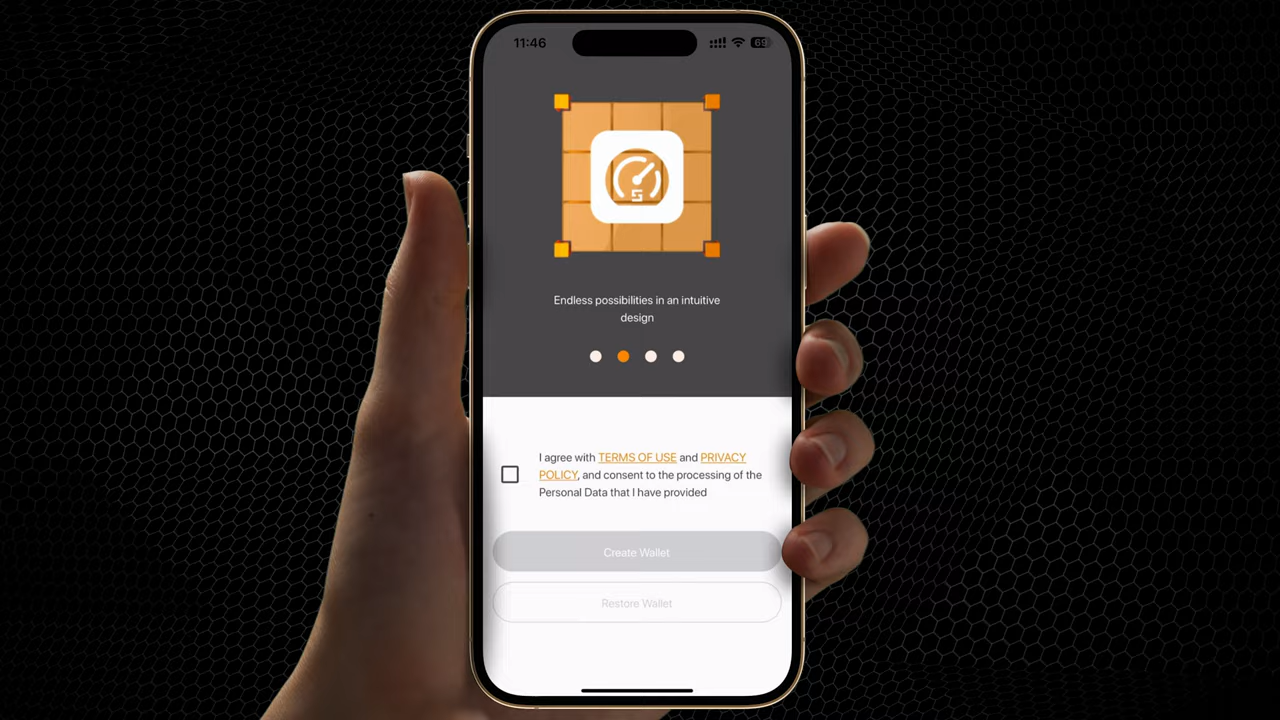 11:46
69
Endless possibilities in an intuitive
design
I agree with TERMS OF USE and PRIVACY
POLICY, and consent to the processing of the
Personal Data that I have provided
Create Wallet
Restore Wallet